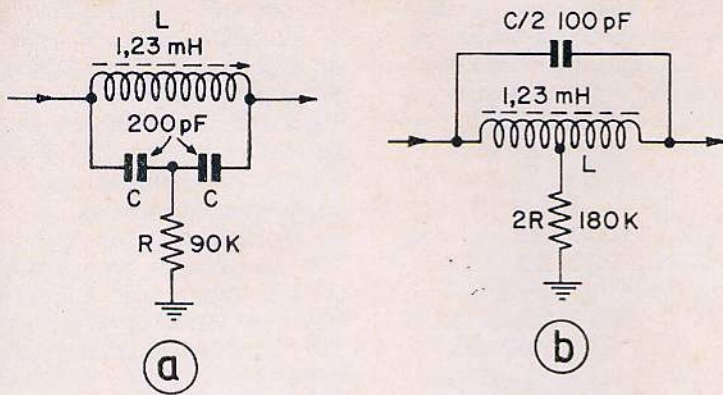 L
1,23 mH
200 pF
C C
R 90K
a
C/2 100 pF
1,23 mH
L
2R 180K
b